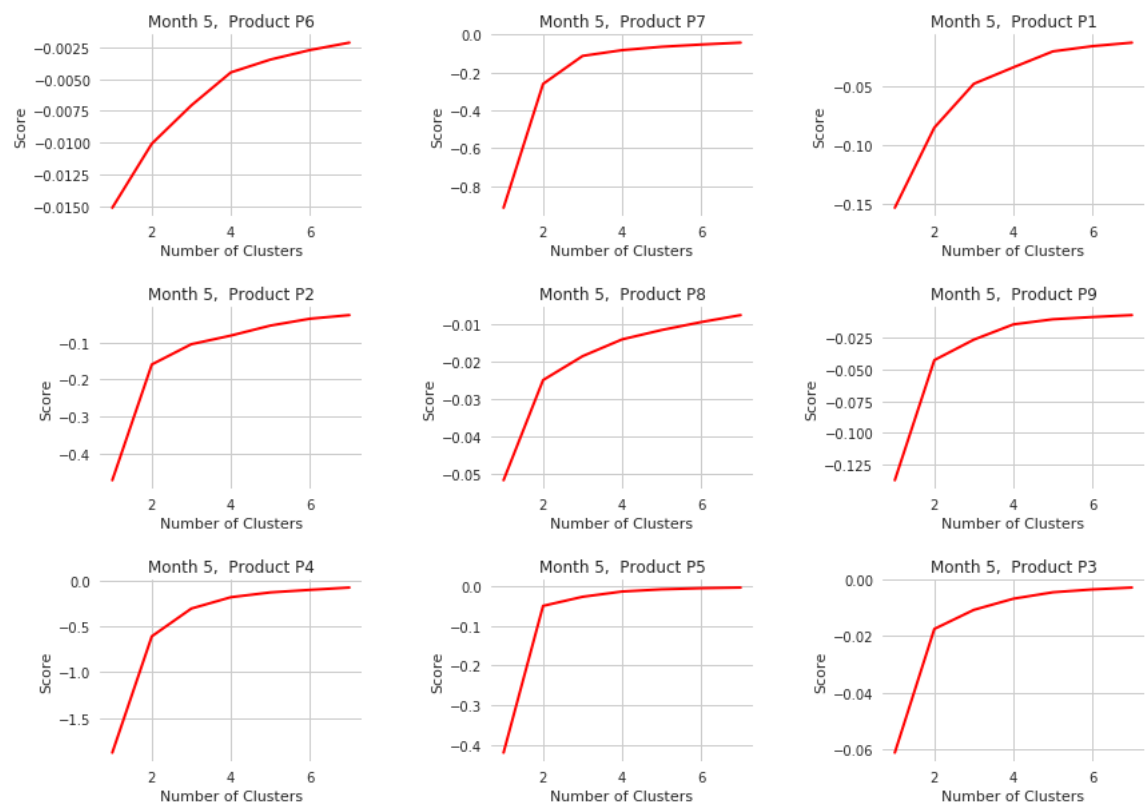 Month 5,  Product P6
Score
−0.0025
−0.0050
−0.0075
−0.0100
−0.0125
−0.0150
2 4 6
Number of Clusters
Month 5,  Product P7
Score
0.0
−0.2
−0.4
−0.6
−0.8
2 4 6
Number of Clusters
Month 5,  Product P1
Score
−0.05
−0.10
−0.15
2 4 6
Number of Clusters
Month 5,  Product P2
Score
−0.1
−0.2
−0.3
−0.4
2 4 6
Number of Clusters
Month 5,  Product P8
Score
−0.01
−0.02
−0.03
−0.04
−0.05
2 4 6
Number of Clusters
Month 5,  Product P9
Score
−0.025
−0.050
−0.075
−0.100
−0.125
2 4 6
Number of Clusters
Month 5,  Product P4
Score
0.0
−0.5
−1.0
−1.5
2 4 6
Number of Clusters
Month 5,  Product P5
Score
0.0
−0.1
−0.2
−0.3
−0.4
2 4 6
Number of Clusters
Month 5,  Product P3
Score
0.00
−0.02
−0.04
−0.06
2 4 6
Number of Clusters